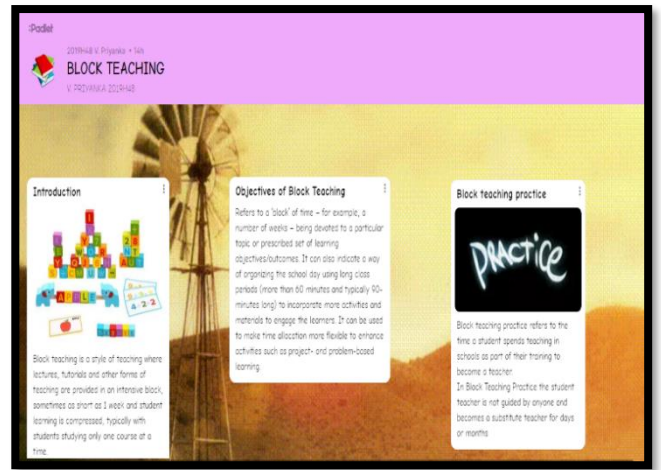 :Padlet
2019H48 V. Priyanka • 14h
BLOCK TEACHING
V. PRIYANKA 2019H48
Introduction
APPLE
4-2=2
Block teaching is a style of teaching where
lectures, tutorials and other forms of
teaching are provided in an intensive block,
sometimes as short as 1 week and student
learning is compressed, typically with
students studying only one course at a
time.
Objectives of Block Teaching
Refers to a 'block' of time – for example, a
number of weeks – being devoted to a particular
topic or prescribed set of learning
objectives/outcomes. It can also indicate a way
of organizing the school day using long class
periods (more than 60 minutes and typically 90-
minutes long) to incorporate more activities and
materials to engage the learners. It can be used
to make time allocation more flexible to enhance
activities such as project- and problem-based
learning.
Block teaching practice
PRACTICE
Block teaching practice refers to the
time a student spends teaching in
schools as part of their training to
become a teacher.
In Block Teaching Practice the student
teacher is not guided by anyone and
becomes a substitute teacher for days
or months